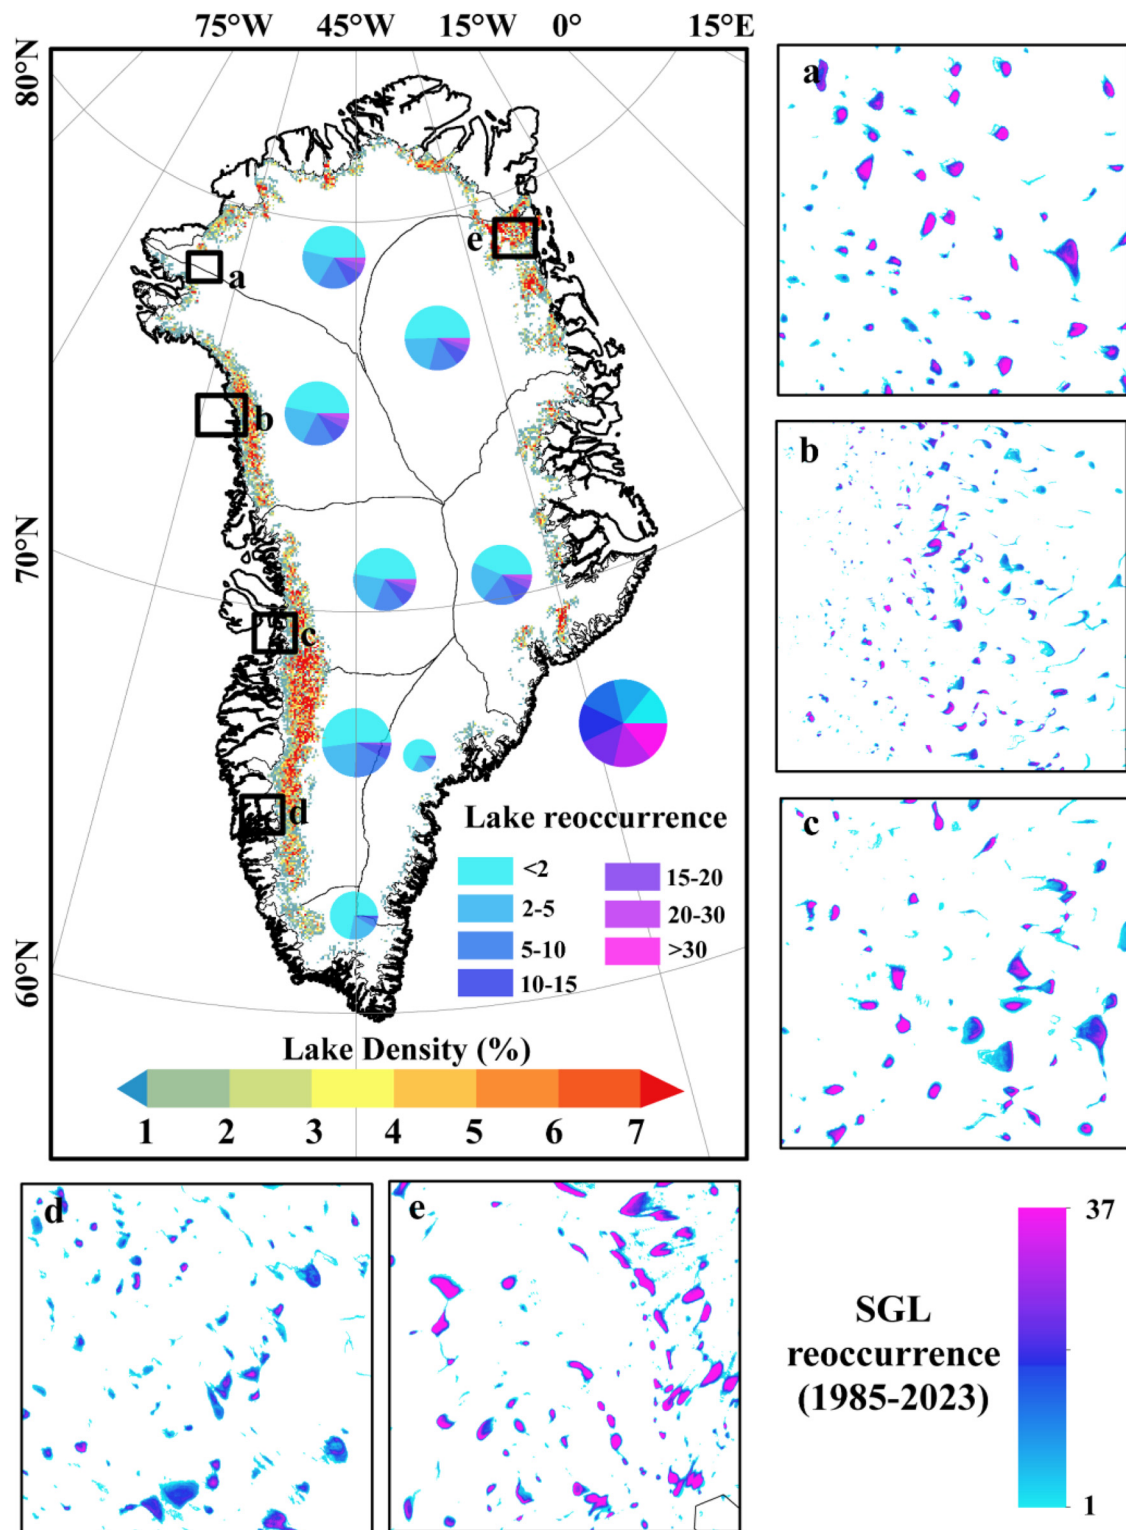 75°W 45°W 15°W 0° 15°E
80°N
70°N
60°N
a
b
c
d
e
Lake reoccurrence
<2
2-5
5-10
10-15
15-20
20-30
>30
Lake Density (%)
1 2 3 4 5 6 7
a
b
c
d
e
SGL
reoccurrence
(1985-2023)
37
1